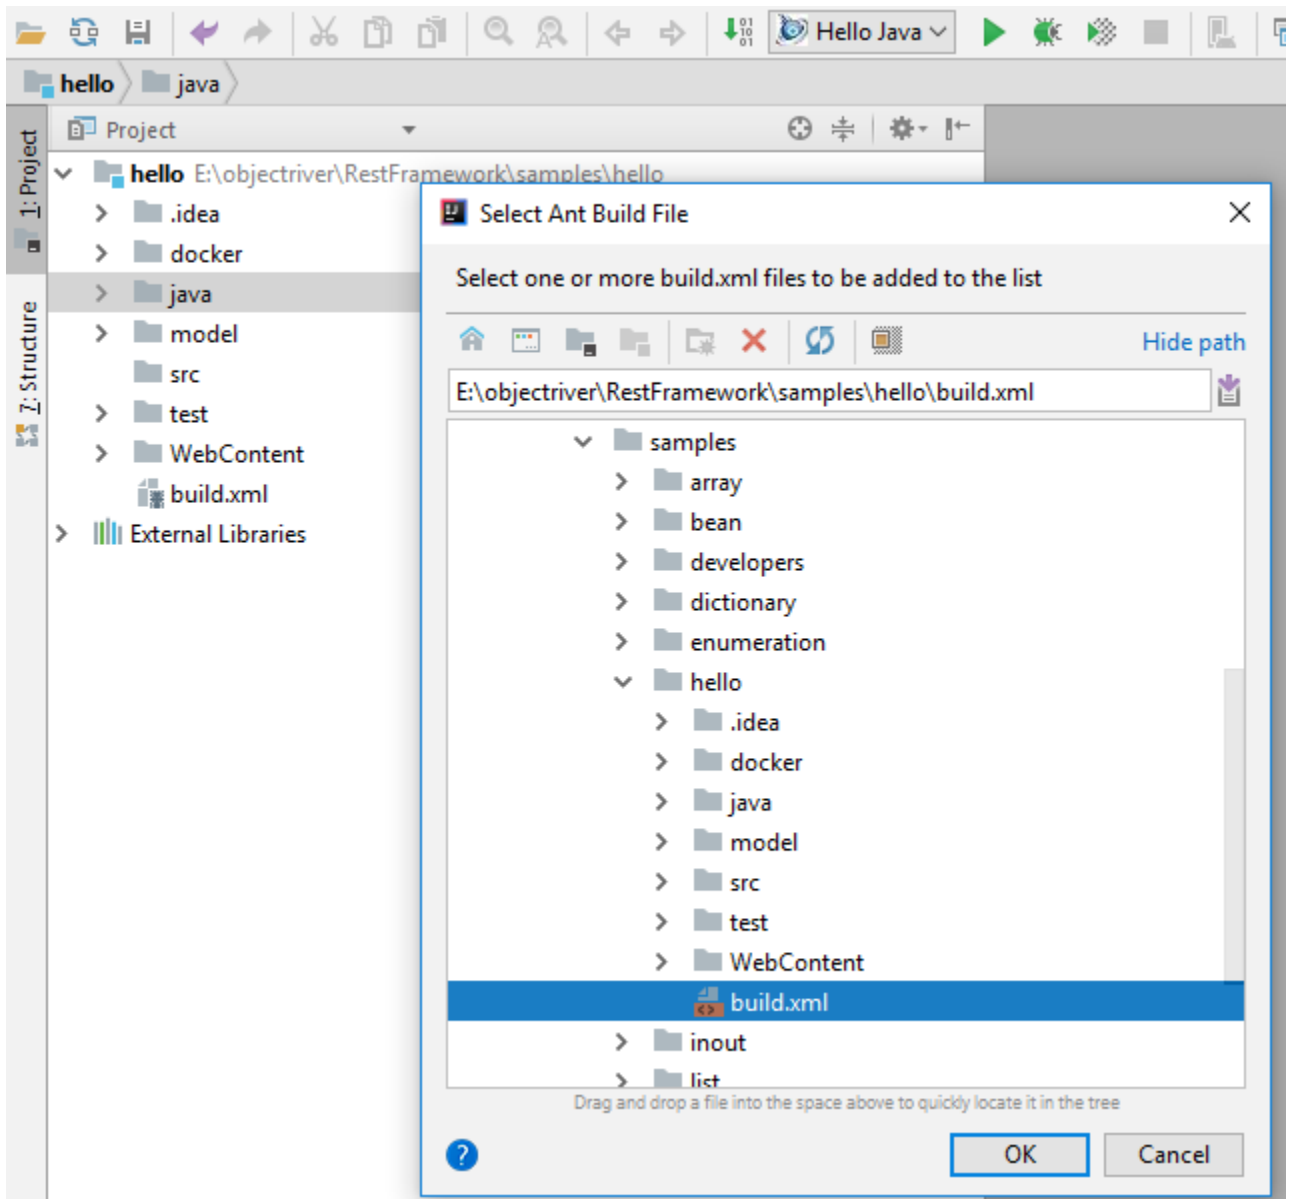 Hello Java
hello java
1: Project
7: Structure
Project
hello E:\objectriver\RestFramework\samples\hello
.idea
docker
java
model
src
test
WebContent
build.xml
External Libraries
Select Ant Build File
Select one or more build.xml files to be added to the list
Hide path
E:\objectriver\RestFramework\samples\hello\build.xml
samples
array
bean
developers
dictionary
enumeration
hello
.idea
docker
java
model
src
test
WebContent
build.xml
inout
list
Drag and drop a file into the space above to quickly locate it in the tree
OK Cancel